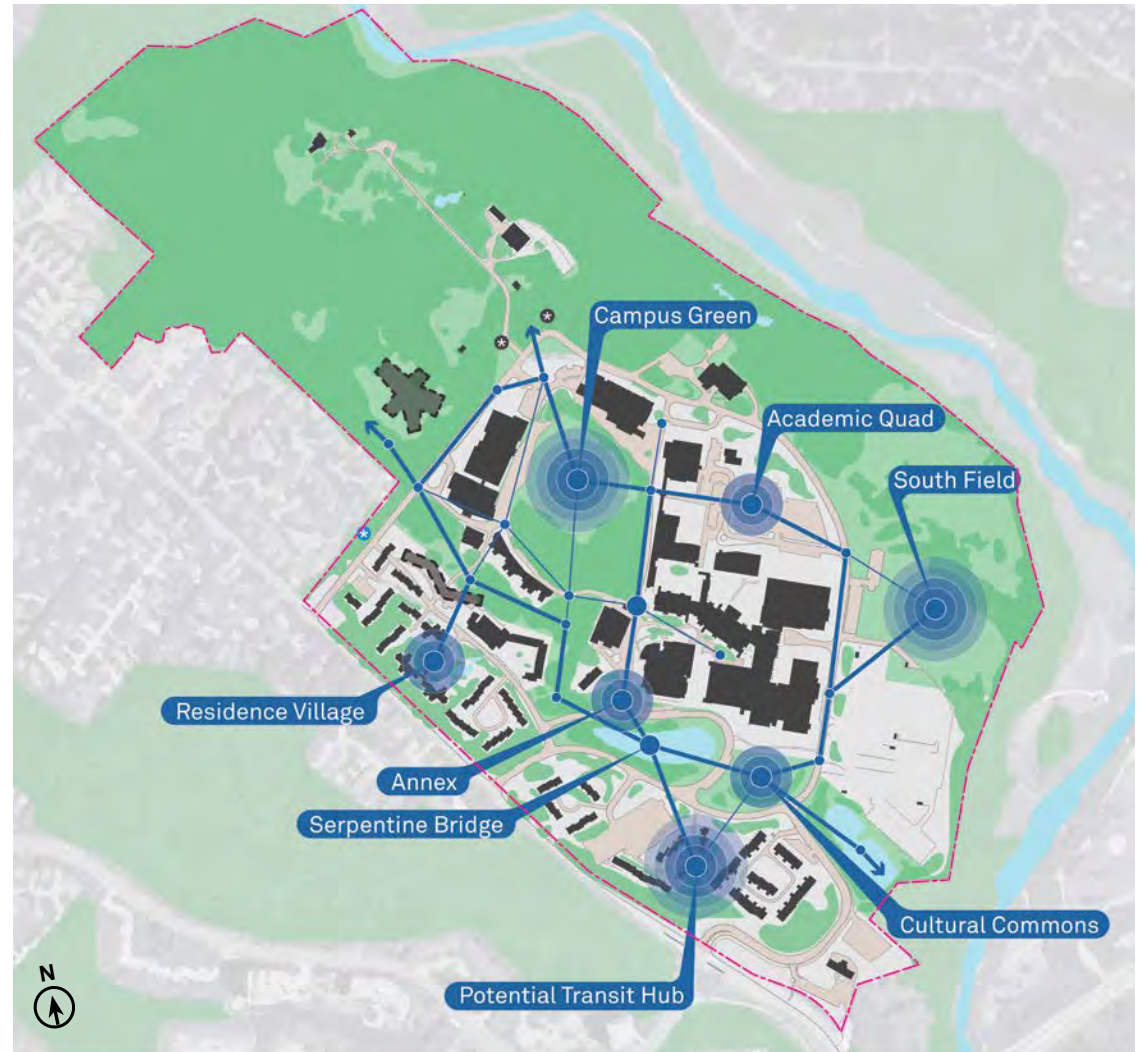 Campus Green
Academic Quad
South Field
Residence Village
Annex
Serpentine Bridge
Cultural Commons
Potential Transit Hub
N